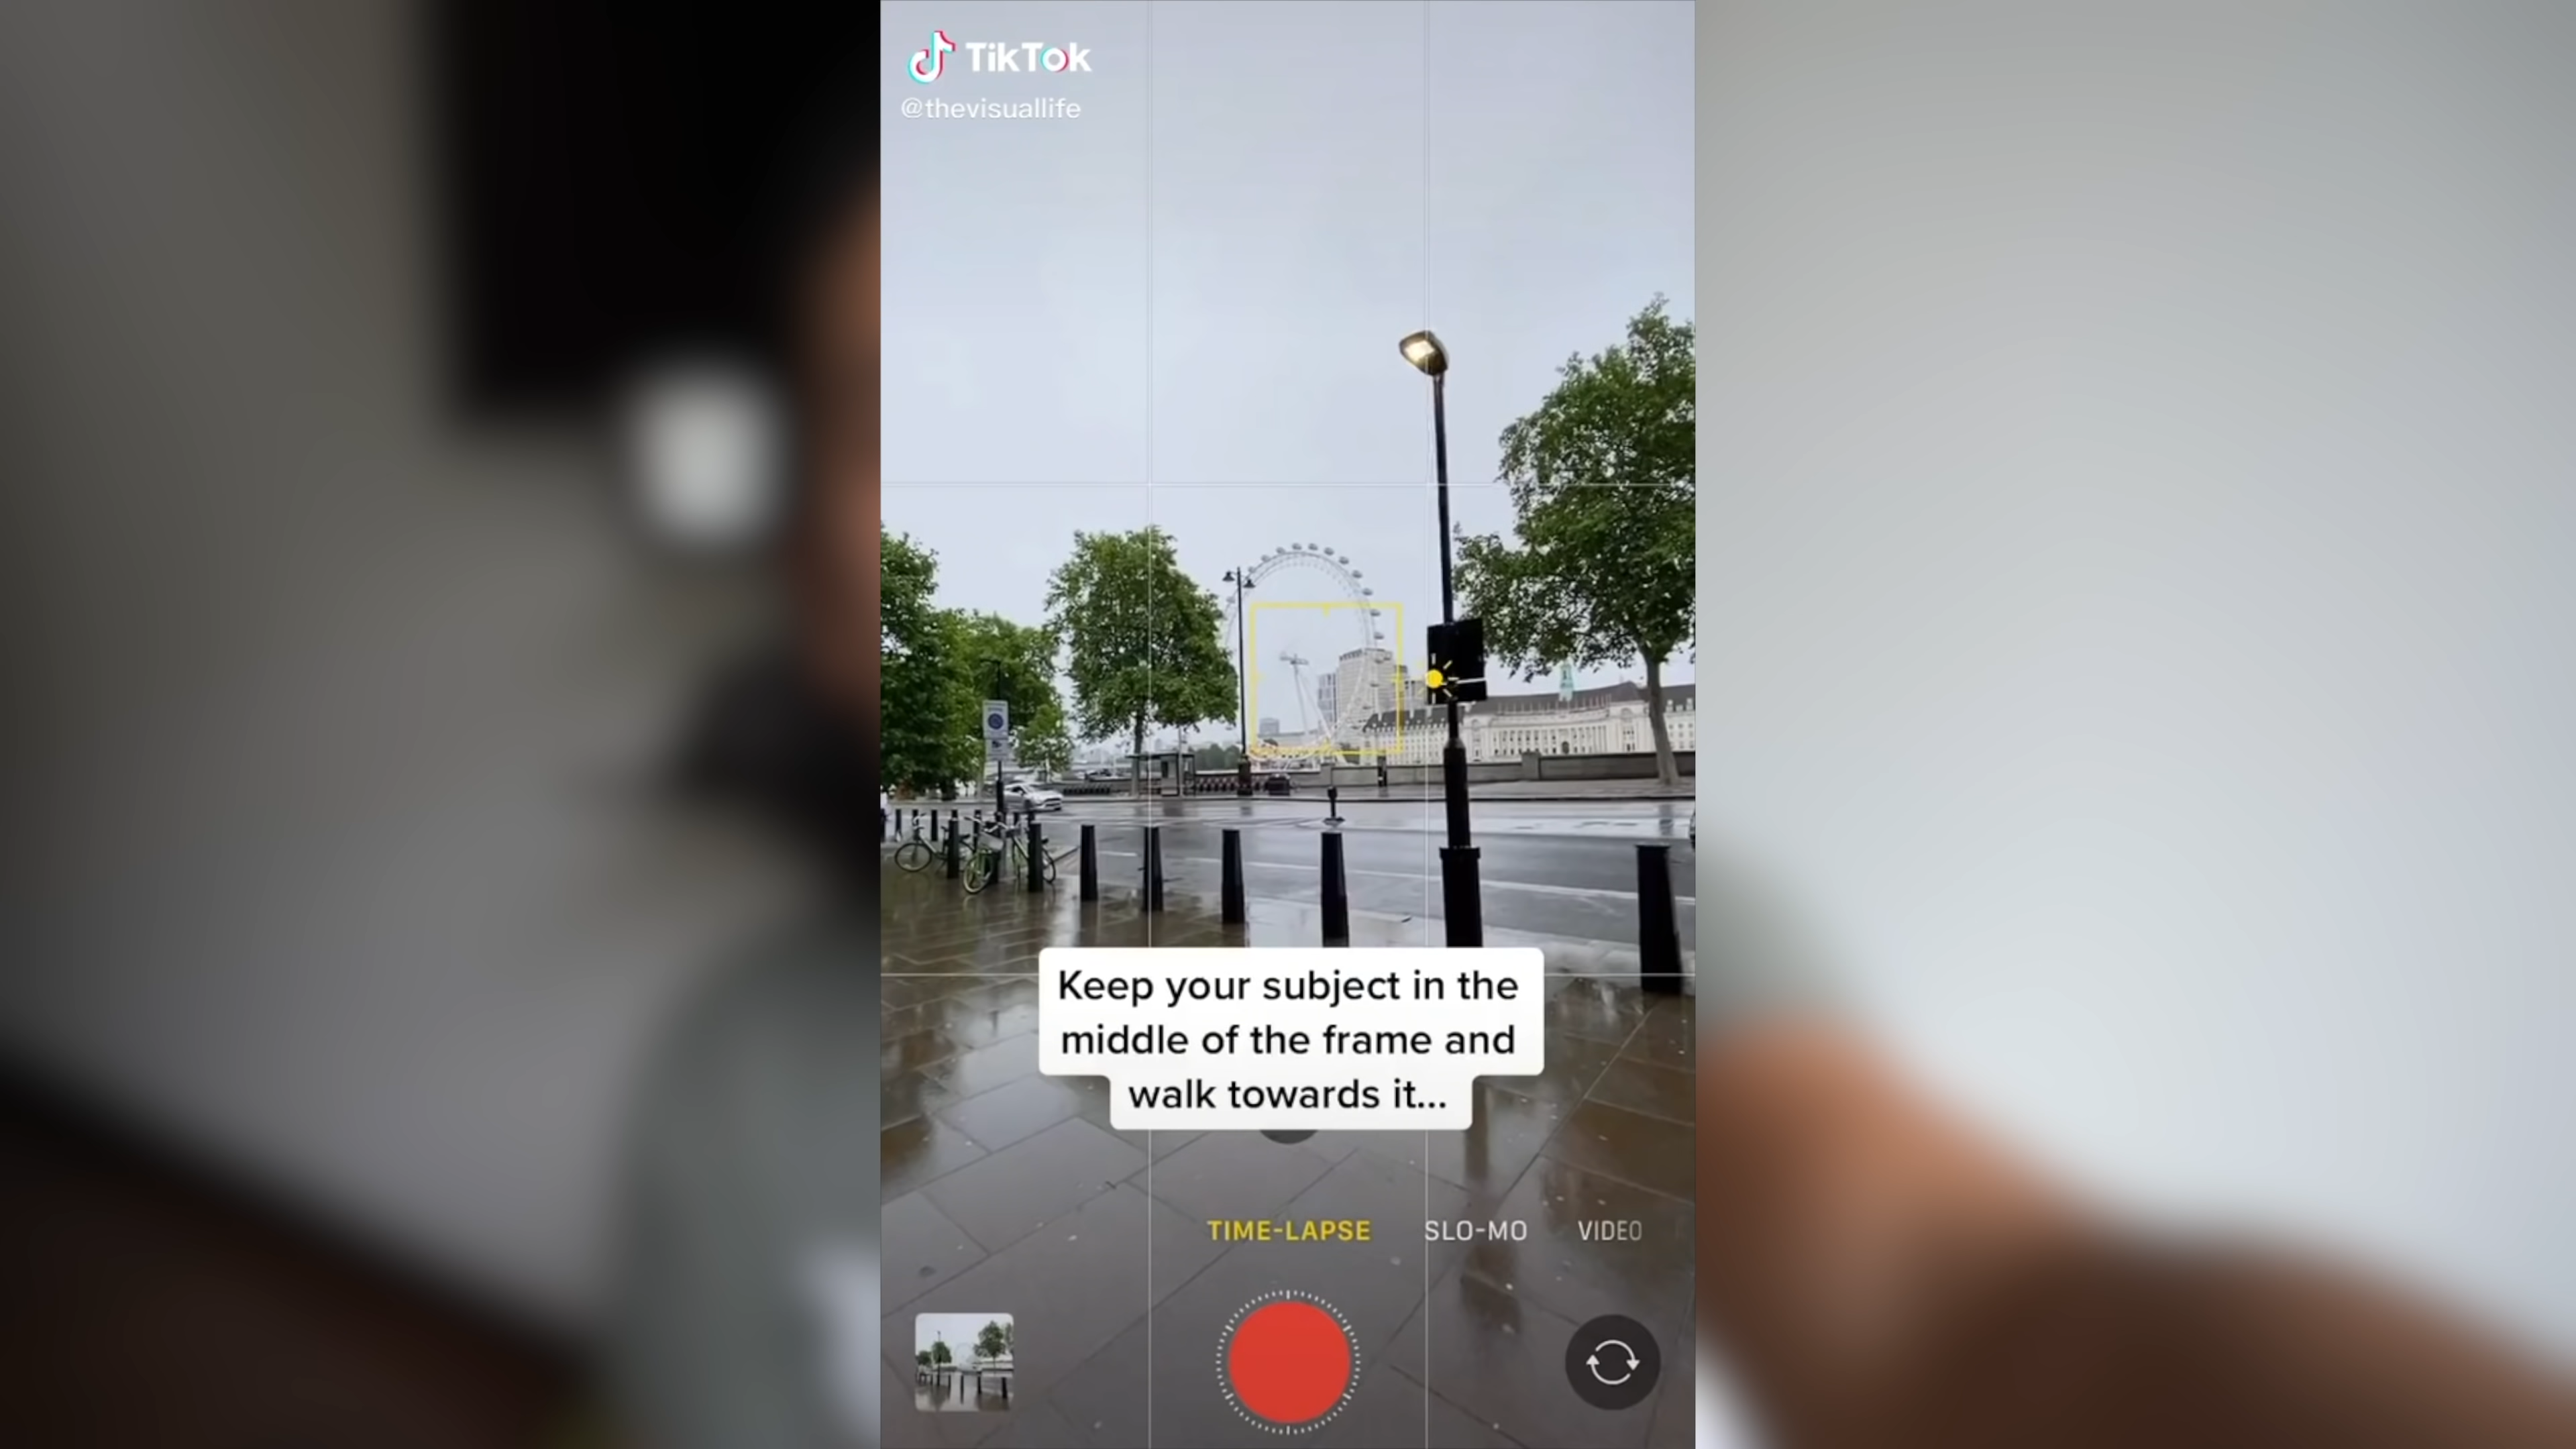 TikTok
@thevisuallife
Keep your subject in the
middle of the frame and
walk towards it...
TIME-LAPSE
SLO-MO
VIDEO